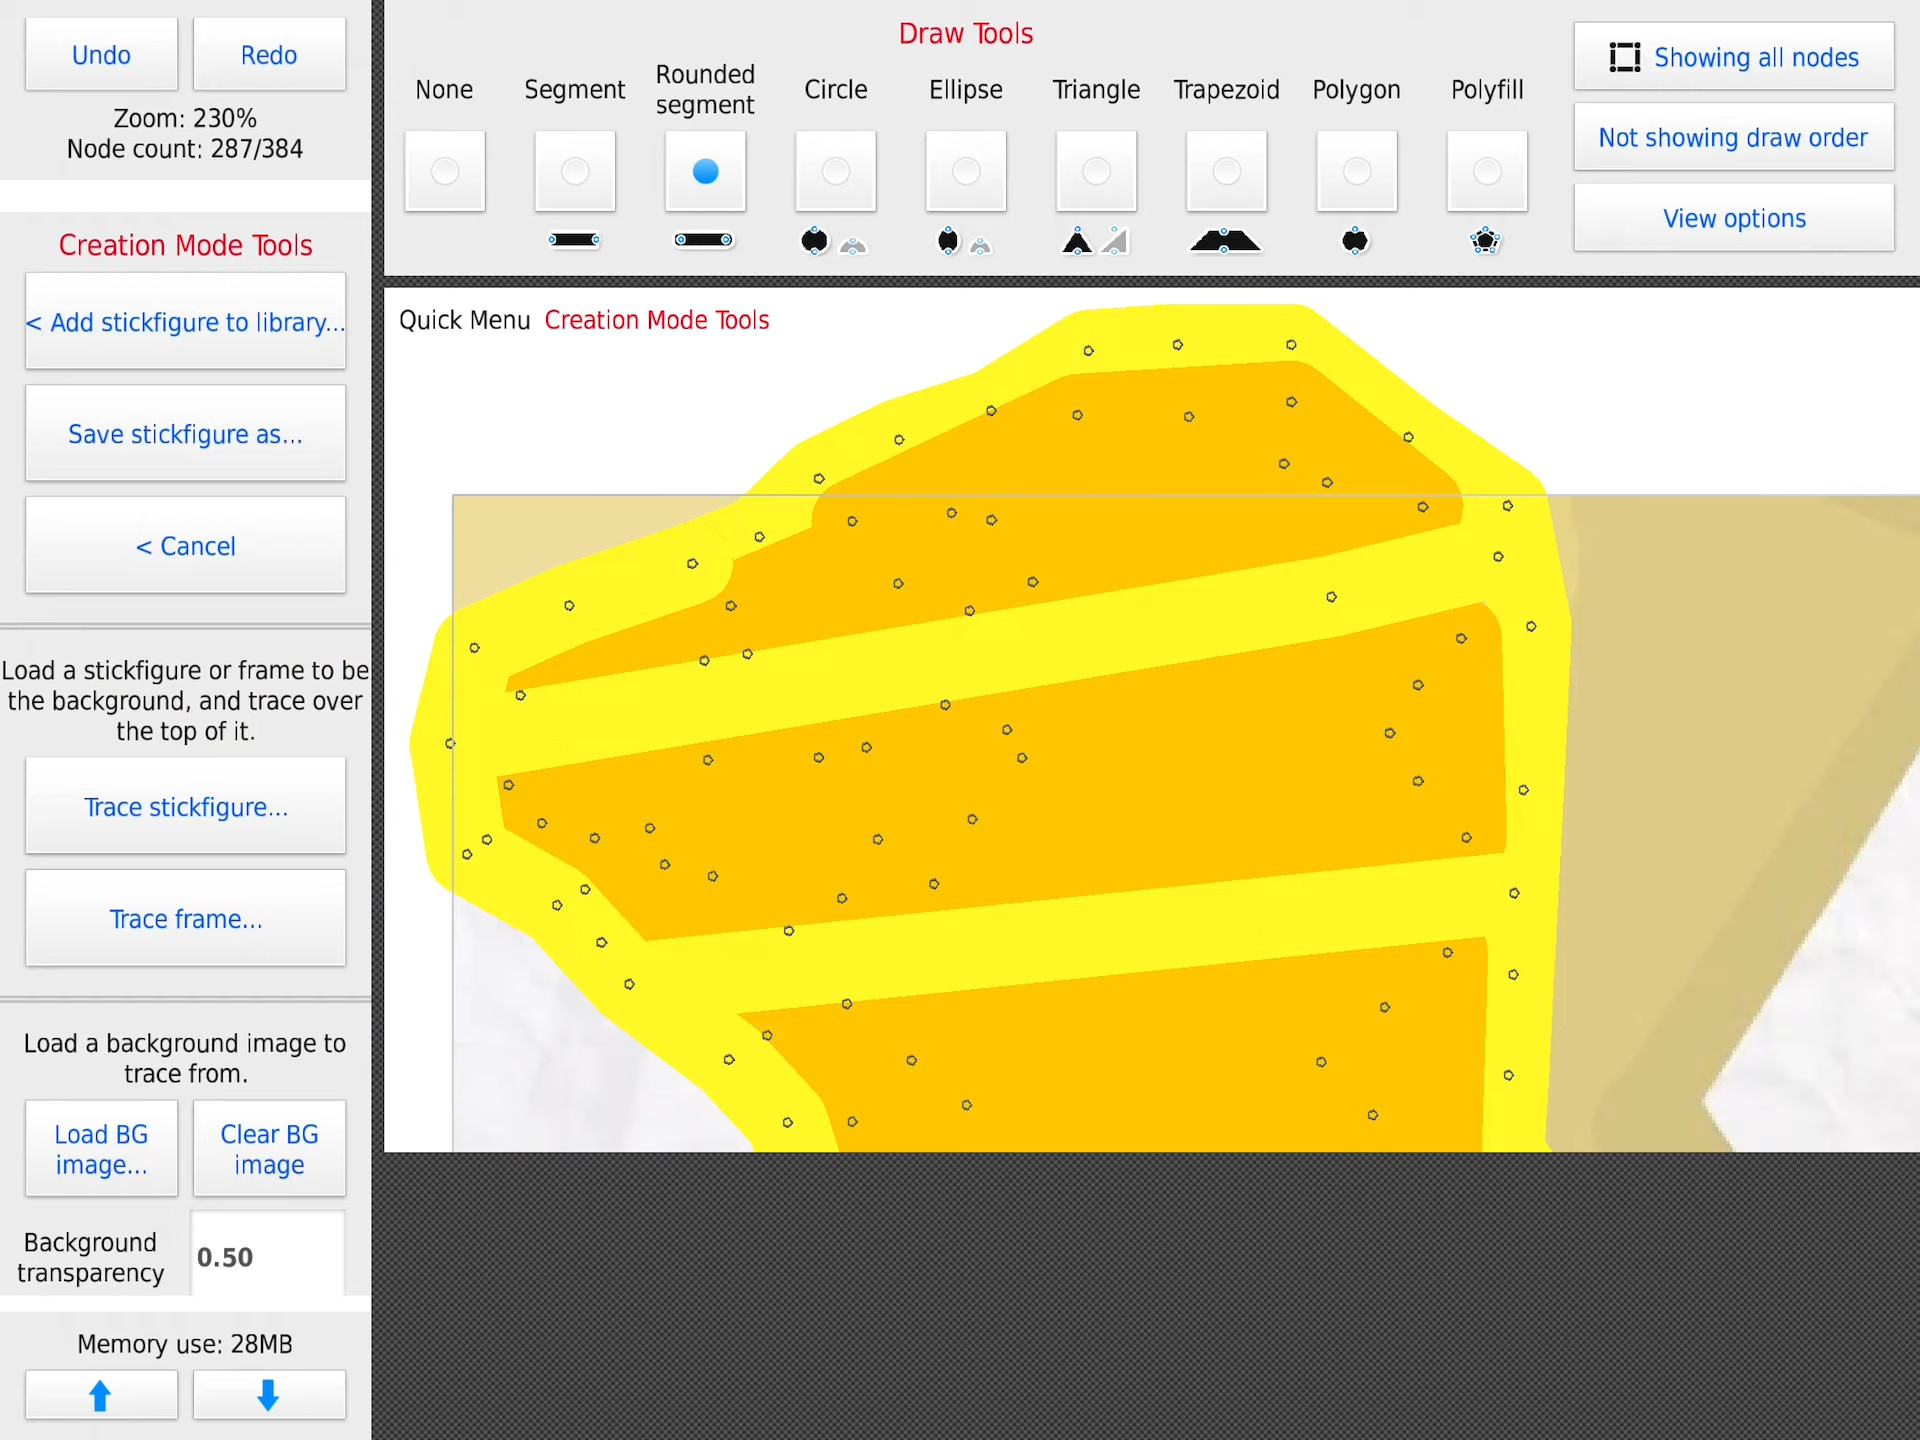 Undo
Redo
Zoom: 230%
Node count: 287/384
Creation Mode Tools
< Add stickfigure to library...
Save stickfigure as...
< Cancel
Load a stickfigure or frame to be
the background, and trace over
the top of it.
Trace stickfigure...
Trace frame...
Load a background image to
trace from.
Load BG
image...
Clear BG
image
Background
transparency
0.50
Memory use: 28MB
Draw Tools
None
Segment
Rounded
segment
Circle
Ellipse
Triangle
Trapezoid
Polygon
Polyfill
Showing all nodes
Not showing draw order
View options
Quick Menu Creation Mode Tools